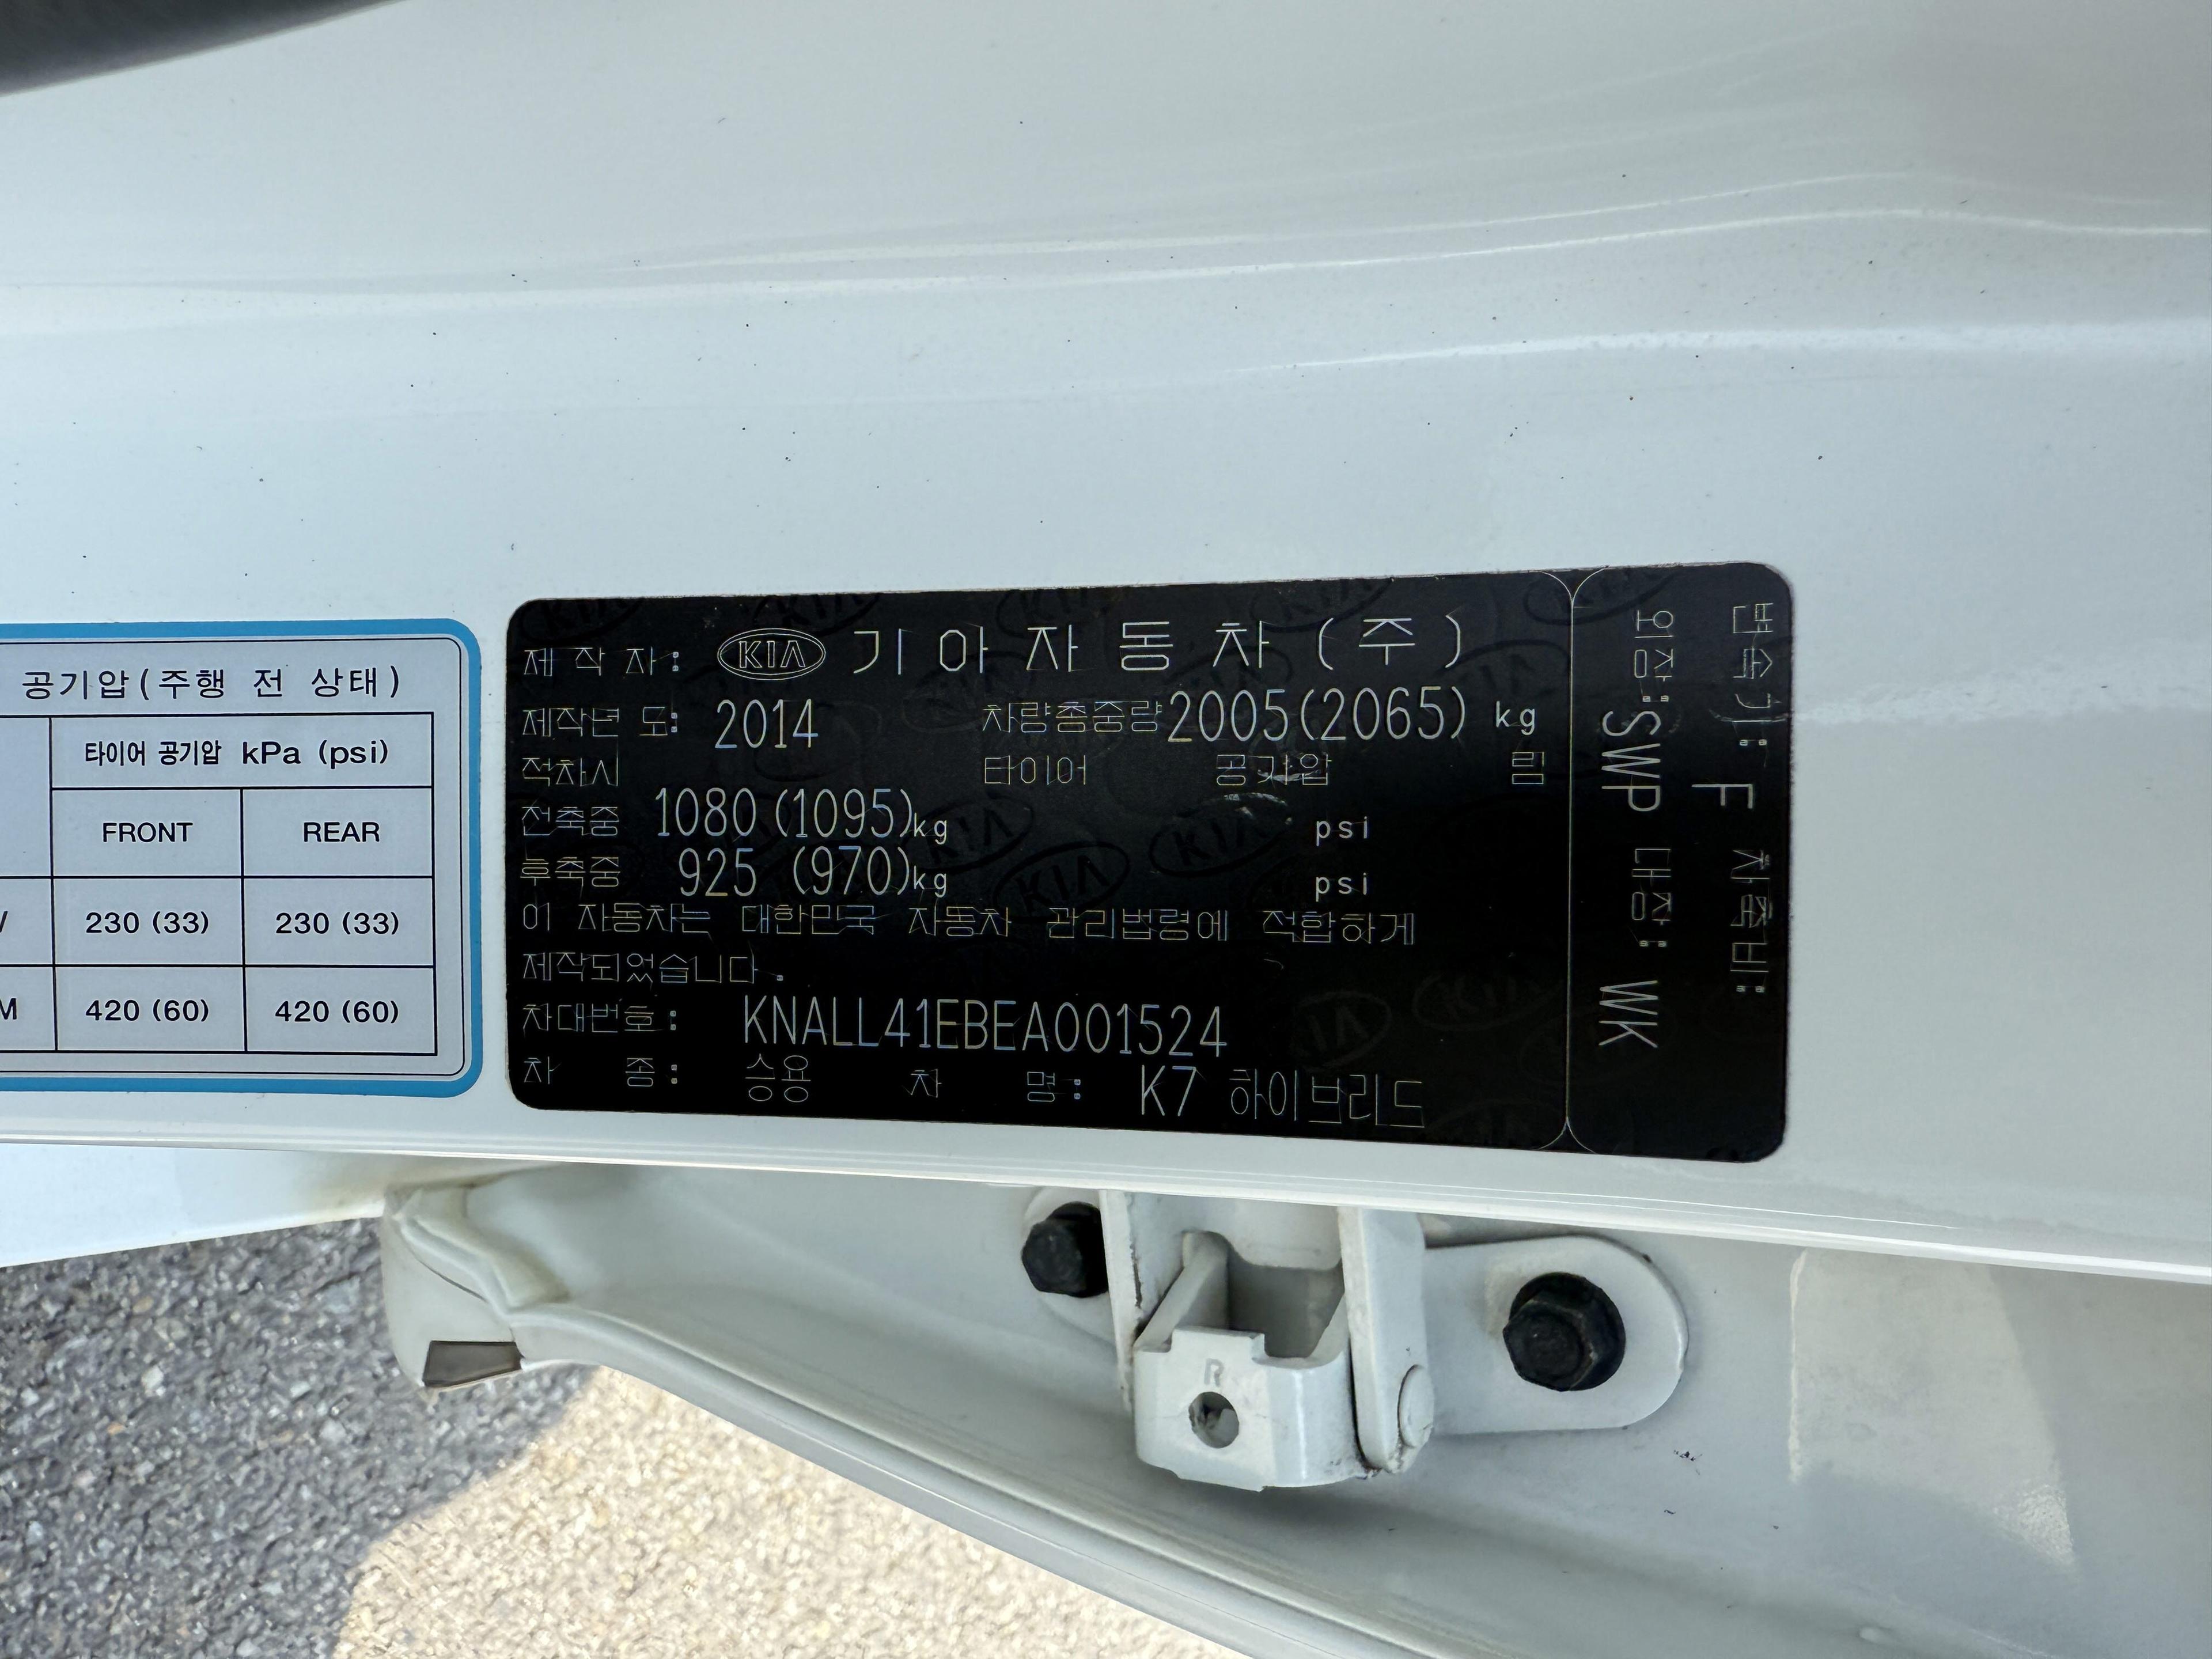 공기압(주행 전 상태)
타이어 공기압 kPa (psi)
FRONT REAR
230 (33) 230 (33)
M 420 (60) 420 (60)
제 작 자: KIA 기 아 자 동 차 (주)
제작년 도: 2014 차량총중량 2005(2065) kg
적차시 타이어 공기압 림
전축중 1080 (1095)kg psi
후축중 925 (970)kg psi
이 자동차는 대한민국 자동차 관리법령에 적합하게
제작되었습니다.
차대번호: KNALL41EBEA001524
차 종: 승용 차 명: K7 하이브리드
변속기: F 차축비:
외장:SWP 내장: WK
R